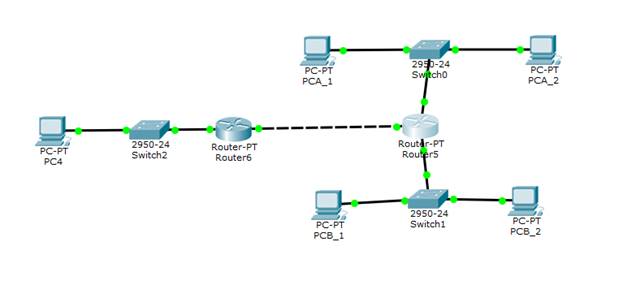 PC-PT
PCA_1
2950-24
Switch0
PC-PT
PCA_2
PC-PT
PC4
2950-24
Switch2
Router-PT
Router6
Router-PT
Router5
PC-PT
PCB_1
2950-24
Switch1
PC-PT
PCB_2